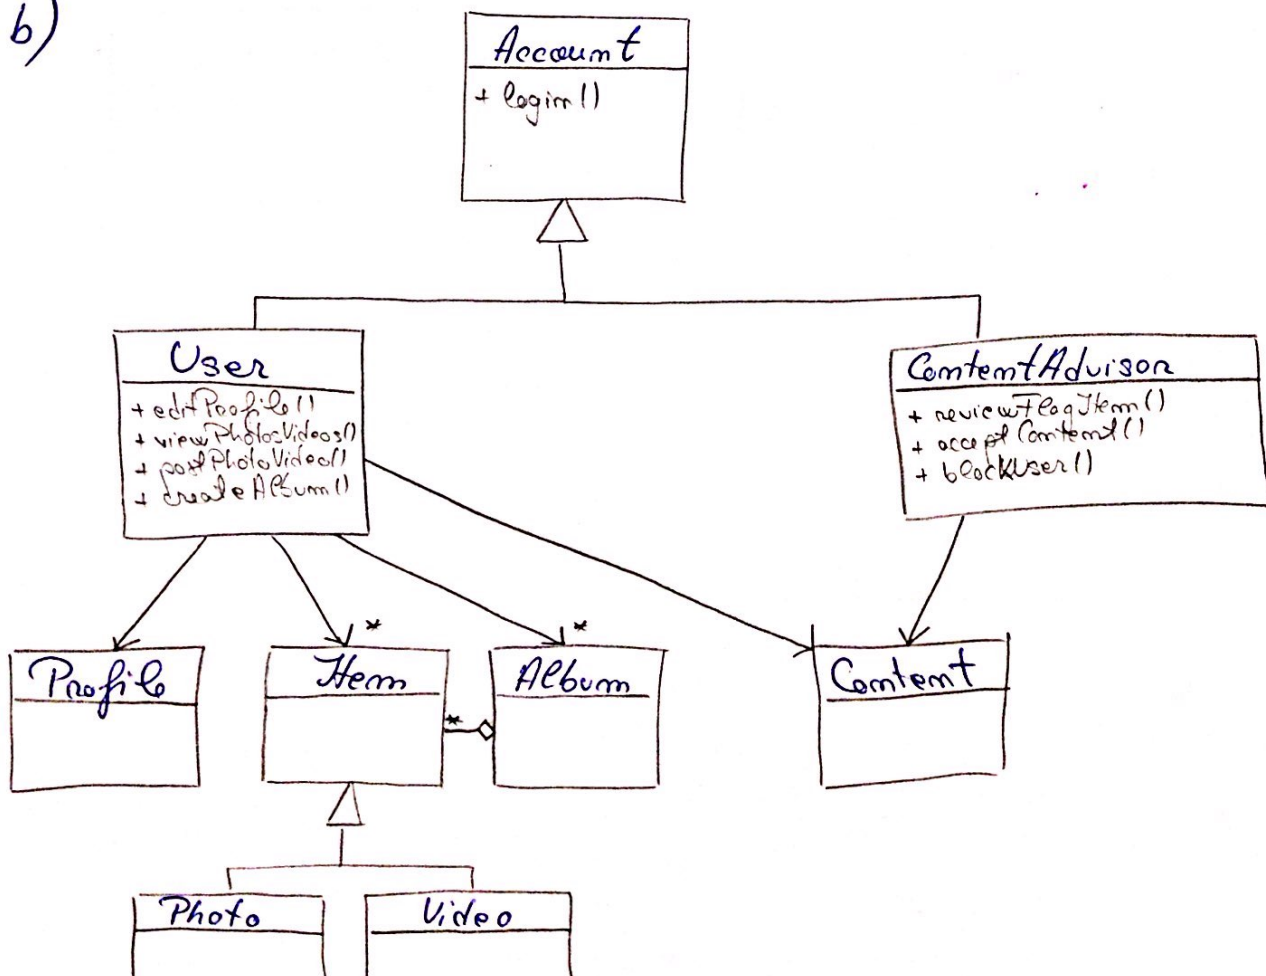 b)
Account
+ login()
User
+ editProfile()
+ viewPhotosVideos()
+ postPhotoVideo()
+ createAlbum()
ContentAdvisor
+ reviewFlagItem()
+ acceptContent()
+ blockUser()
Profile
* Item
* Album
Content
*
Photo
Video